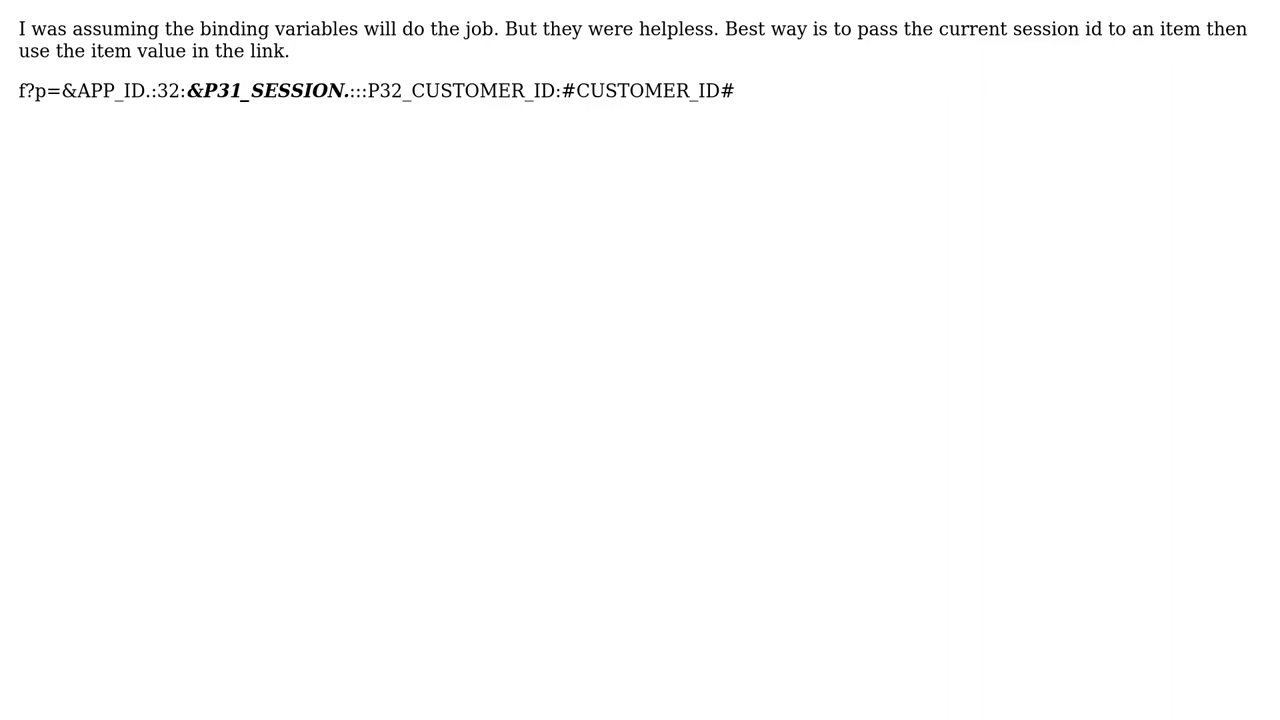 I was assuming the binding variables will do the job. But they were helpless. Best way is to pass the current session id to an item then
use the item value in the link.
f?p=&APP_ID.:32:&P31_SESSION.:::P32_CUSTOMER_ID:#CUSTOMER_ID#